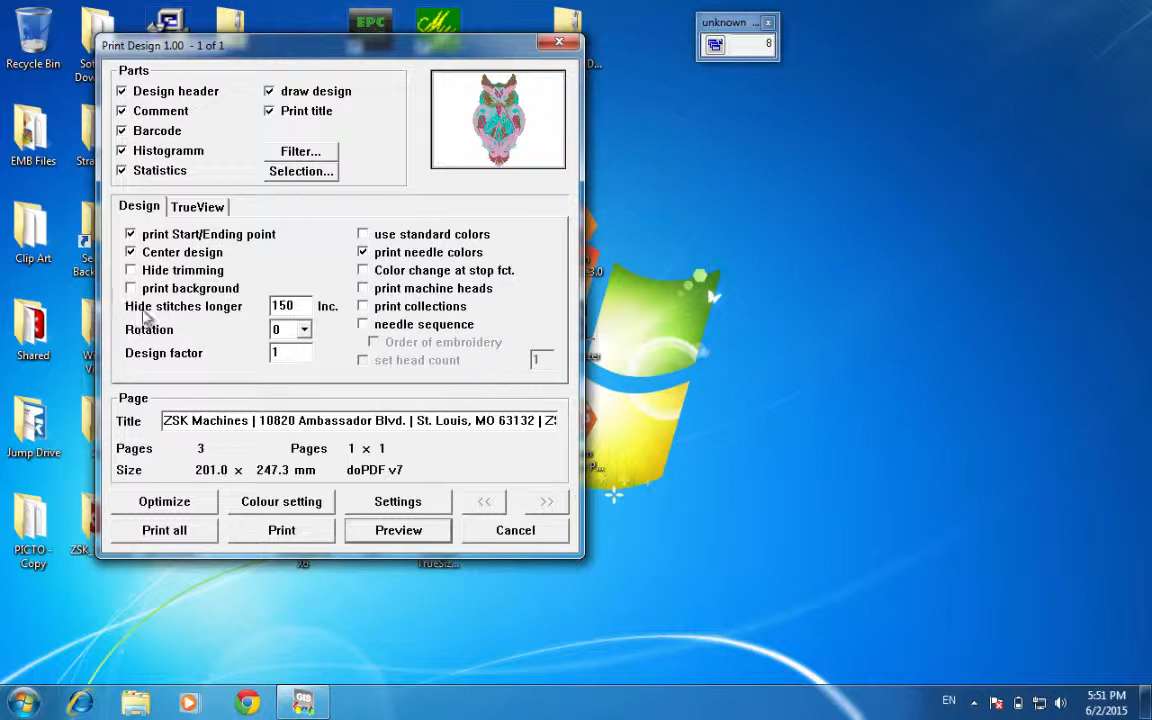 Print Design 1.00 - 1 of 1
unknown ...
8
EPC
Parts
Design header
draw design
Comment
Print title
Barcode
Histogramm
Filter...
Statistics
Selection...
Design
TrueView
print Start/Ending point
use standard colors
Center design
print needle colors
Hide trimming
Color change at stop fct.
print background
print machine heads
Hide stitches longer
150
Inc.
print collections
Rotation
0
needle sequence
Order of embroidery
Design factor
1
set head count
1
Page
Title
ZSK Machines | 10820 Ambassador Blvd. | St. Louis, MO 63132 | ZS
Pages
3
Pages
1 x 1
Size
201.0 x 247.3 mm
doPDF v7
Optimize
Colour setting
Settings
<<
>>
Print all
Print
Preview
Cancel
Recycle Bin
EMB Files
Clip Art
Shared
Jump Drive
PICTO - Copy
X6
TrueSiz...
3.0
EN
5:51 PM
6/2/2015